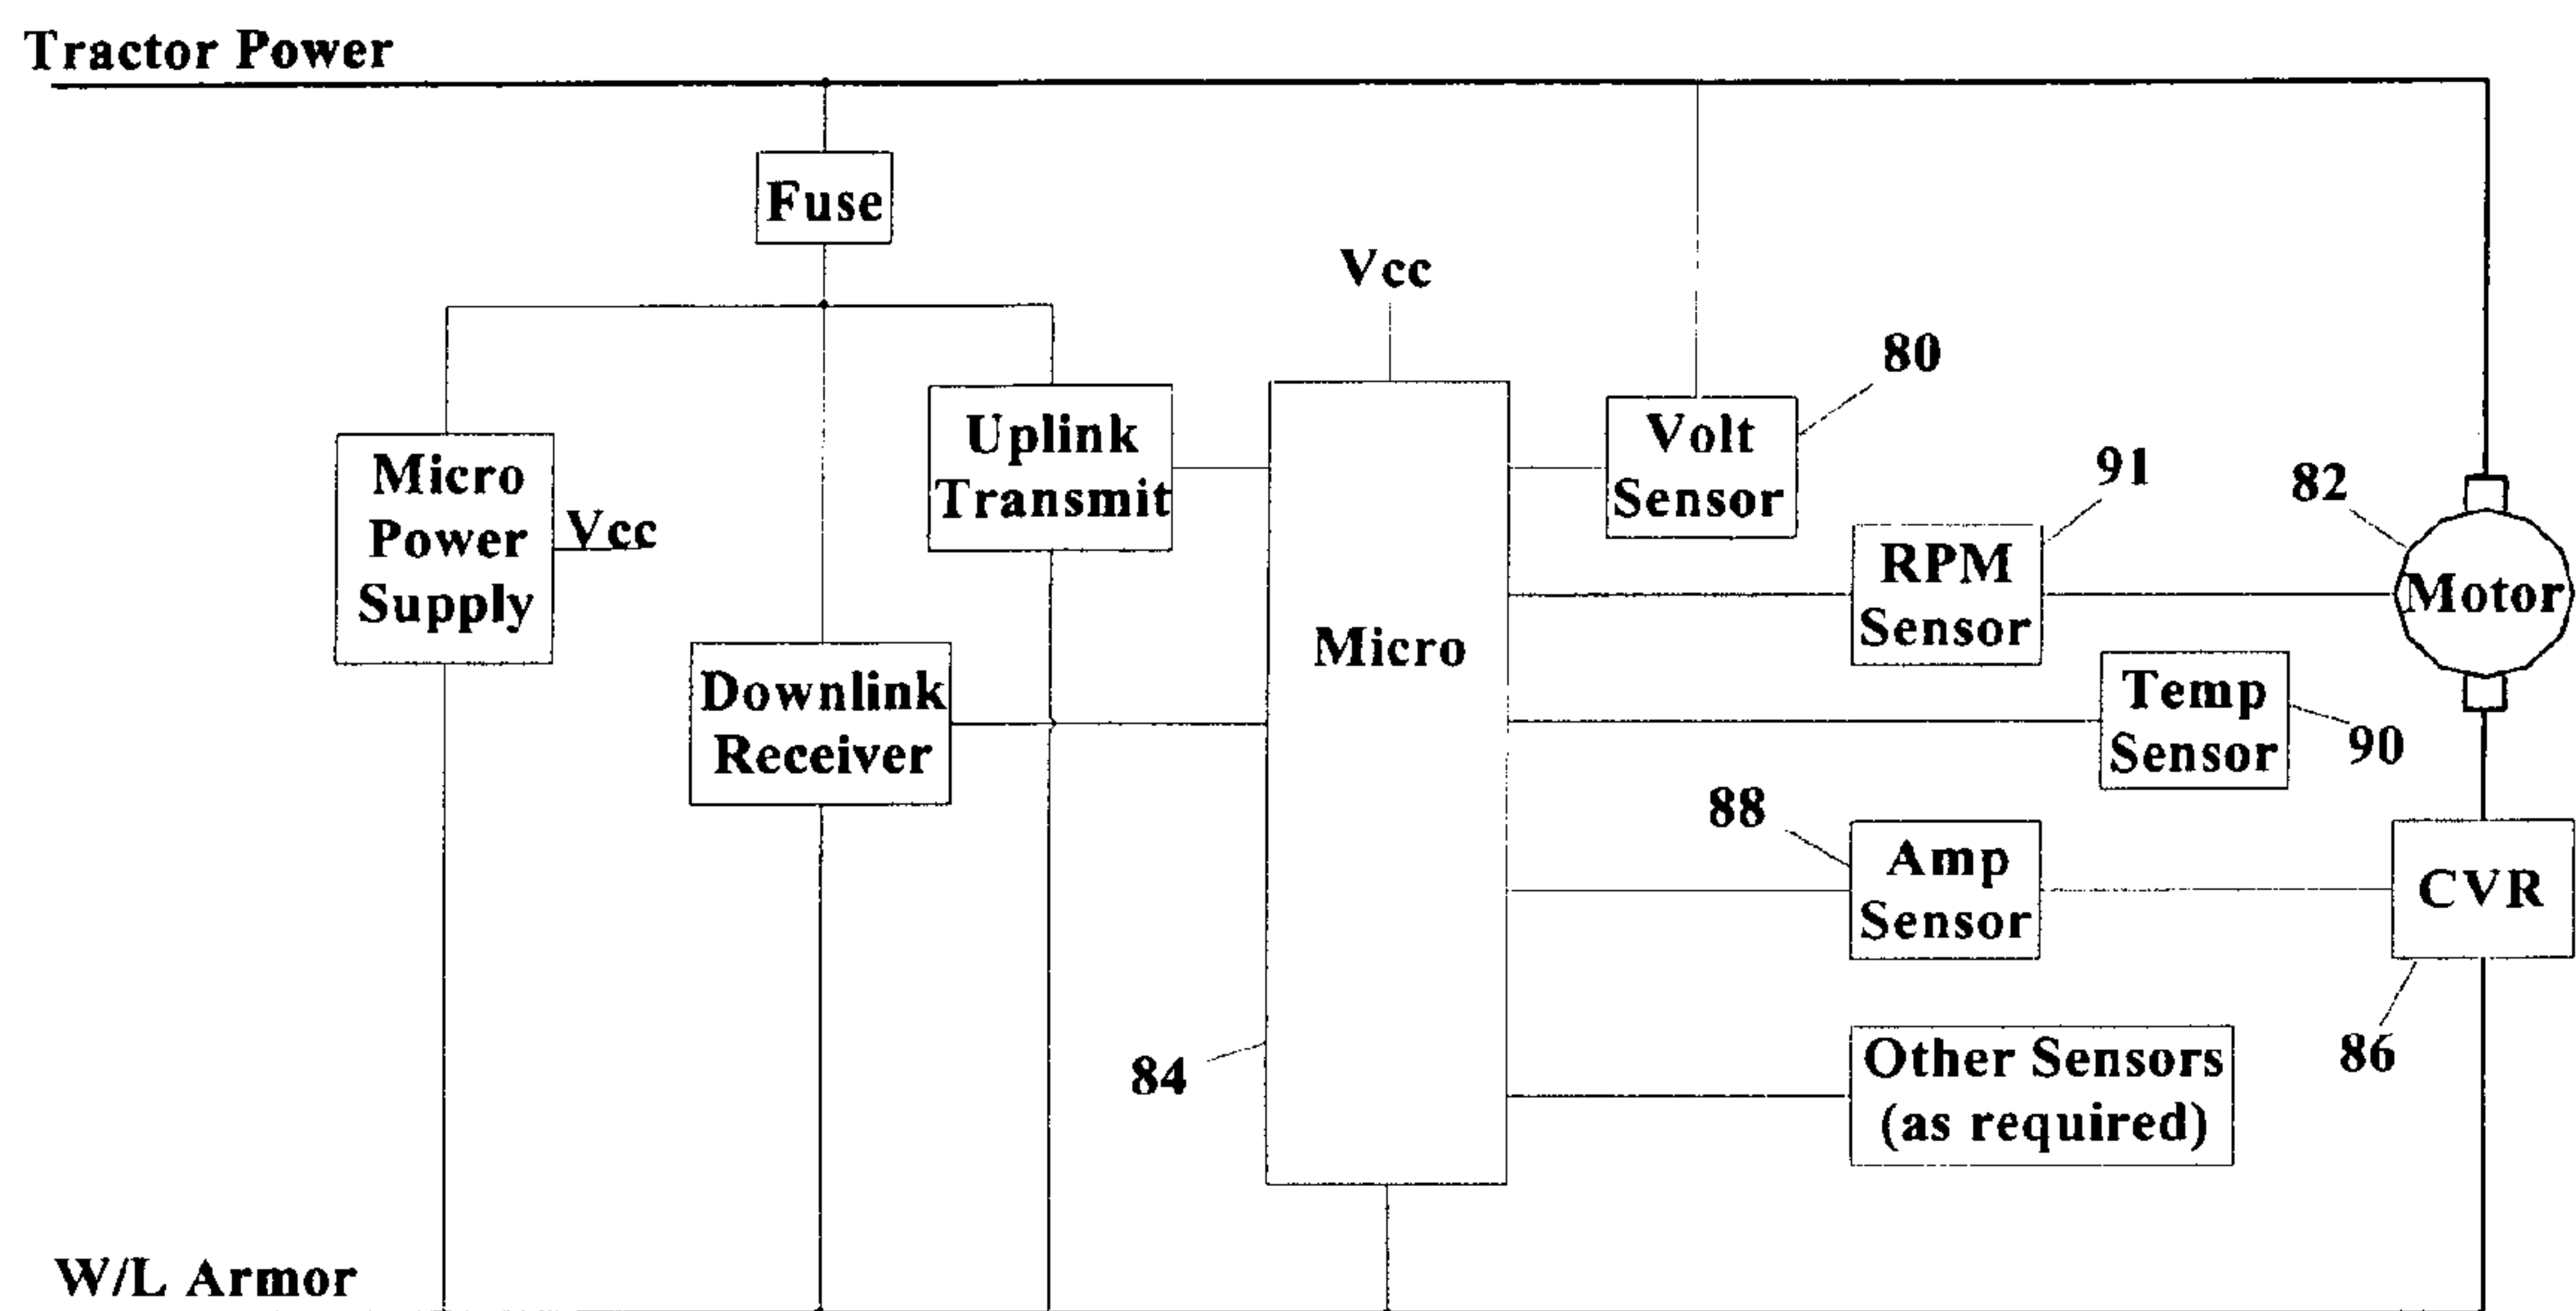 Tractor Power
Fuse
Vcc
80
Uplink
Transmit
Volt
Sensor
91
82
Micro
Power
Supply
Vcc
RPM
Sensor
Motor
Micro
Downlink
Receiver
Temp
Sensor
90
88
Amp
Sensor
CVR
84
Other Sensors
(as required)
86
W/L Armor